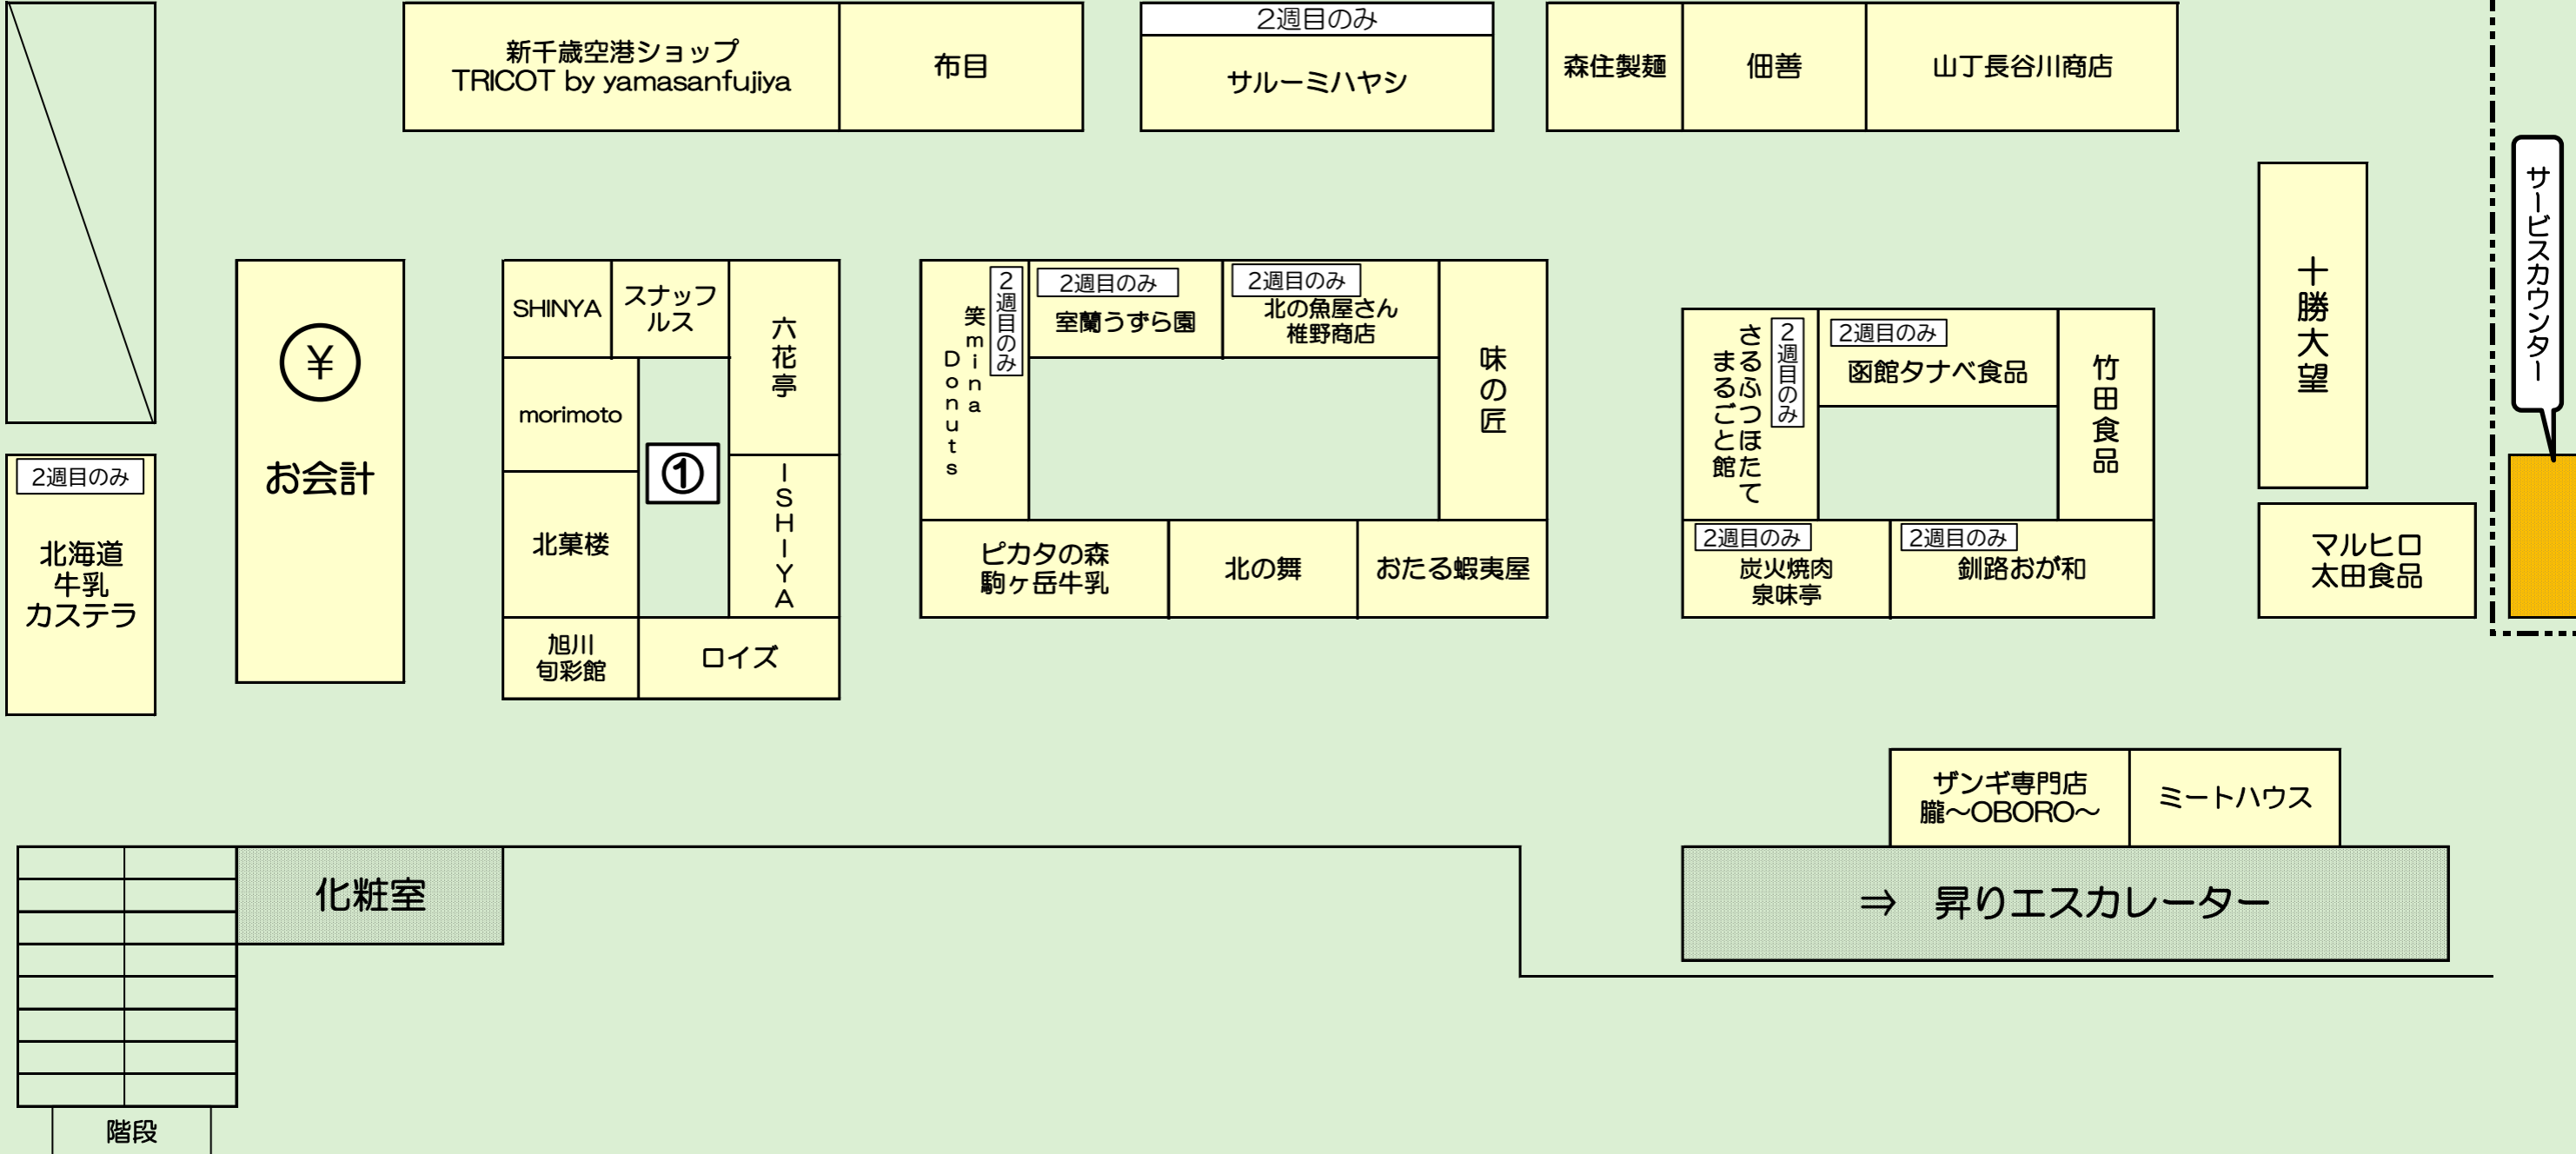 新千歳空港ショップ
TRICOT by yamasanfujiya
布目
2週目のみ
サルーミハヤシ
森住製麺
佃善
山丁長谷川商店
サービスカウンター
十勝大望
マルヒロ
太田食品
2週目のみ
北海道
牛乳
カステラ
¥
お会計
SHINYA
スナッフ
ルス
六花亭
morimoto
①
北菓楼
ISHIYA
旭川
旬彩館
ロイズ
2週目のみ
笑mina
Donuts
2週目のみ
室蘭うずら園
2週目のみ
北の魚屋さん
椎野商店
味の匠
ピカタの森
駒ヶ岳牛乳
北の舞
おたる蝦夷屋
2週目のみ
さるふつほたて
まるごと館
2週目のみ
函館タナベ食品
竹田食品
2週目のみ
炭火焼肉
泉味亭
2週目のみ
釧路おが和
ザンギ専門店
朧～OBORO～
ミートハウス
化粧室
⇒ 昇りエスカレーター
階段